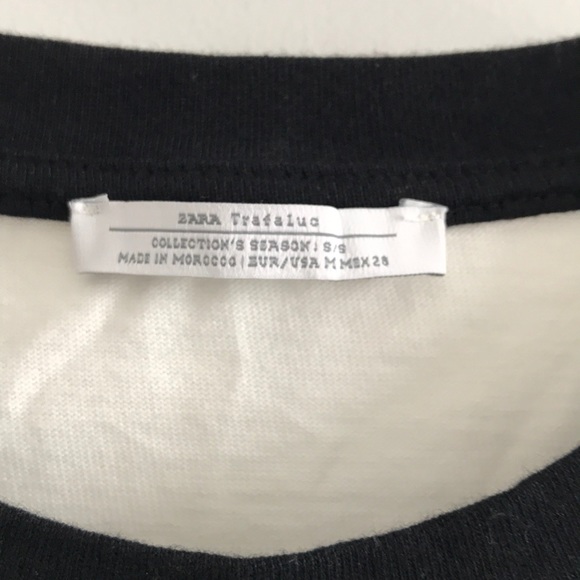 ZARA Trafaluc
COLLECTION'S SEASON: S/S
MADE IN MOROCCO / EUR/USA M MEX 28